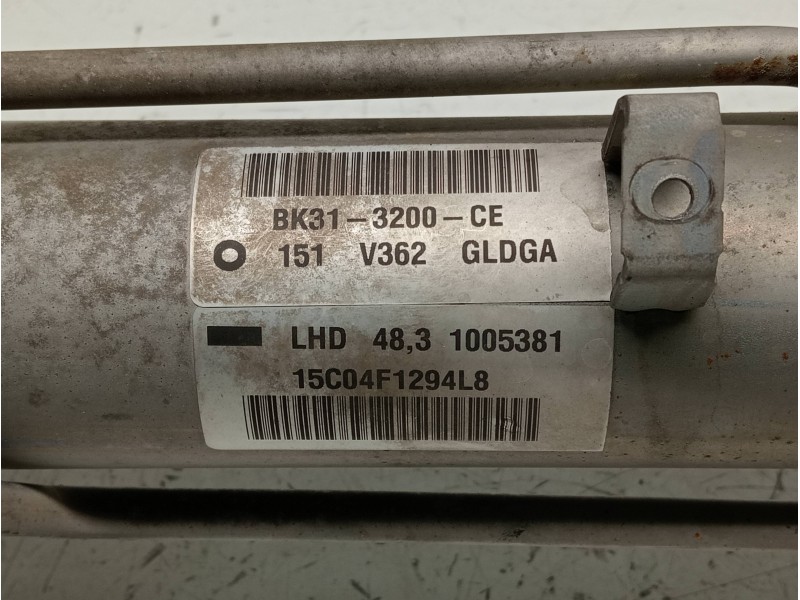 BK31-3200-CE
151 V362 GLDGA
LHD 48,3 1005381
15C04F1294L8